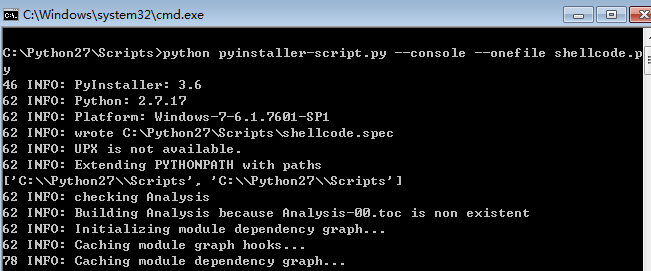 C:\Windows\system32\cmd.exe
C:\Python27\Scripts>python pyinstaller-script.py --console --onefile shellcode.p
y
46 INFO: PyInstaller: 3.6
62 INFO: Python: 2.7.17
62 INFO: Platform: Windows-7-6.1.7601-SP1
62 INFO: wrote C:\Python27\Scripts\shellcode.spec
62 INFO: UPX is not available.
62 INFO: Extending PYTHONPATH with paths
['C:\\Python27\\Scripts', 'C:\\Python27\\Scripts']
62 INFO: checking Analysis
62 INFO: Building Analysis because Analysis-00.toc is non existent
62 INFO: Initializing module dependency graph...
62 INFO: Caching module graph hooks...
78 INFO: Caching module dependency graph...